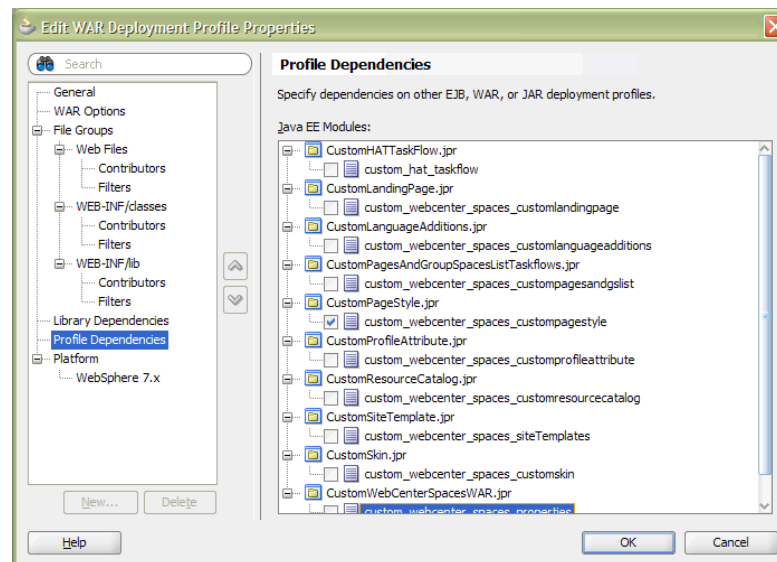 Edit WAR Deployment Profile Properties
Search
General
WAR Options
File Groups
Web Files
Contributors
Filters
WEB-INF/classes
Contributors
Filters
WEB-INF/lib
Contributors
Filters
Library Dependencies
Profile Dependencies
Platform
WebSphere 7.x
New...
Delete
Profile Dependencies
Specify dependencies on other EJB, WAR, or JAR deployment profiles.
Java EE Modules:
CustomHATTaskFlow.jpr
custom_hat_taskflow
CustomLandingPage.jpr
custom_webcenter_spaces_customlandingpage
CustomLanguageAdditions.jpr
custom_webcenter_spaces_customlanguageadditions
CustomPagesAndGroupSpacesListTaskflows.jpr
custom_webcenter_spaces_custompagesandgslist
CustomPageStyle.jpr
custom_webcenter_spaces_custompagestyle
CustomProfileAttribute.jpr
custom_webcenter_spaces_customprofileattribute
CustomResourceCatalog.jpr
custom_webcenter_spaces_customresourcecatalog
CustomSiteTemplate.jpr
custom_webcenter_spaces_siteTemplates
CustomSkin.jpr
custom_webcenter_spaces_customskin
CustomWebCenterSpacesWAR.jpr
custom_webcenter_spaces_properties
Help
OK
Cancel